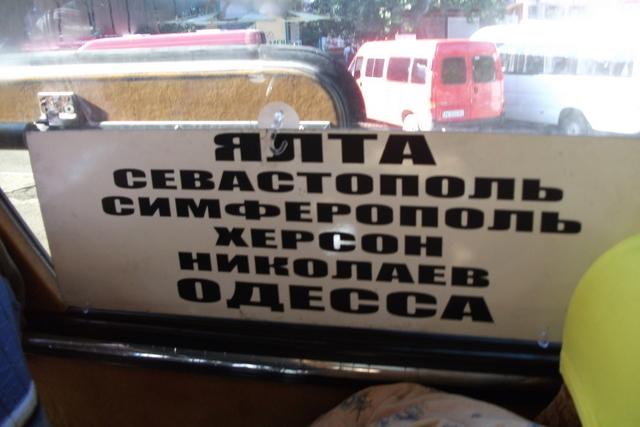 ЯЛТА
СЕВАСТОПОЛЬ
СИМФЕРОПОЛЬ
ХЕРСОН
НИКОЛАЕВ
ОДЕССА